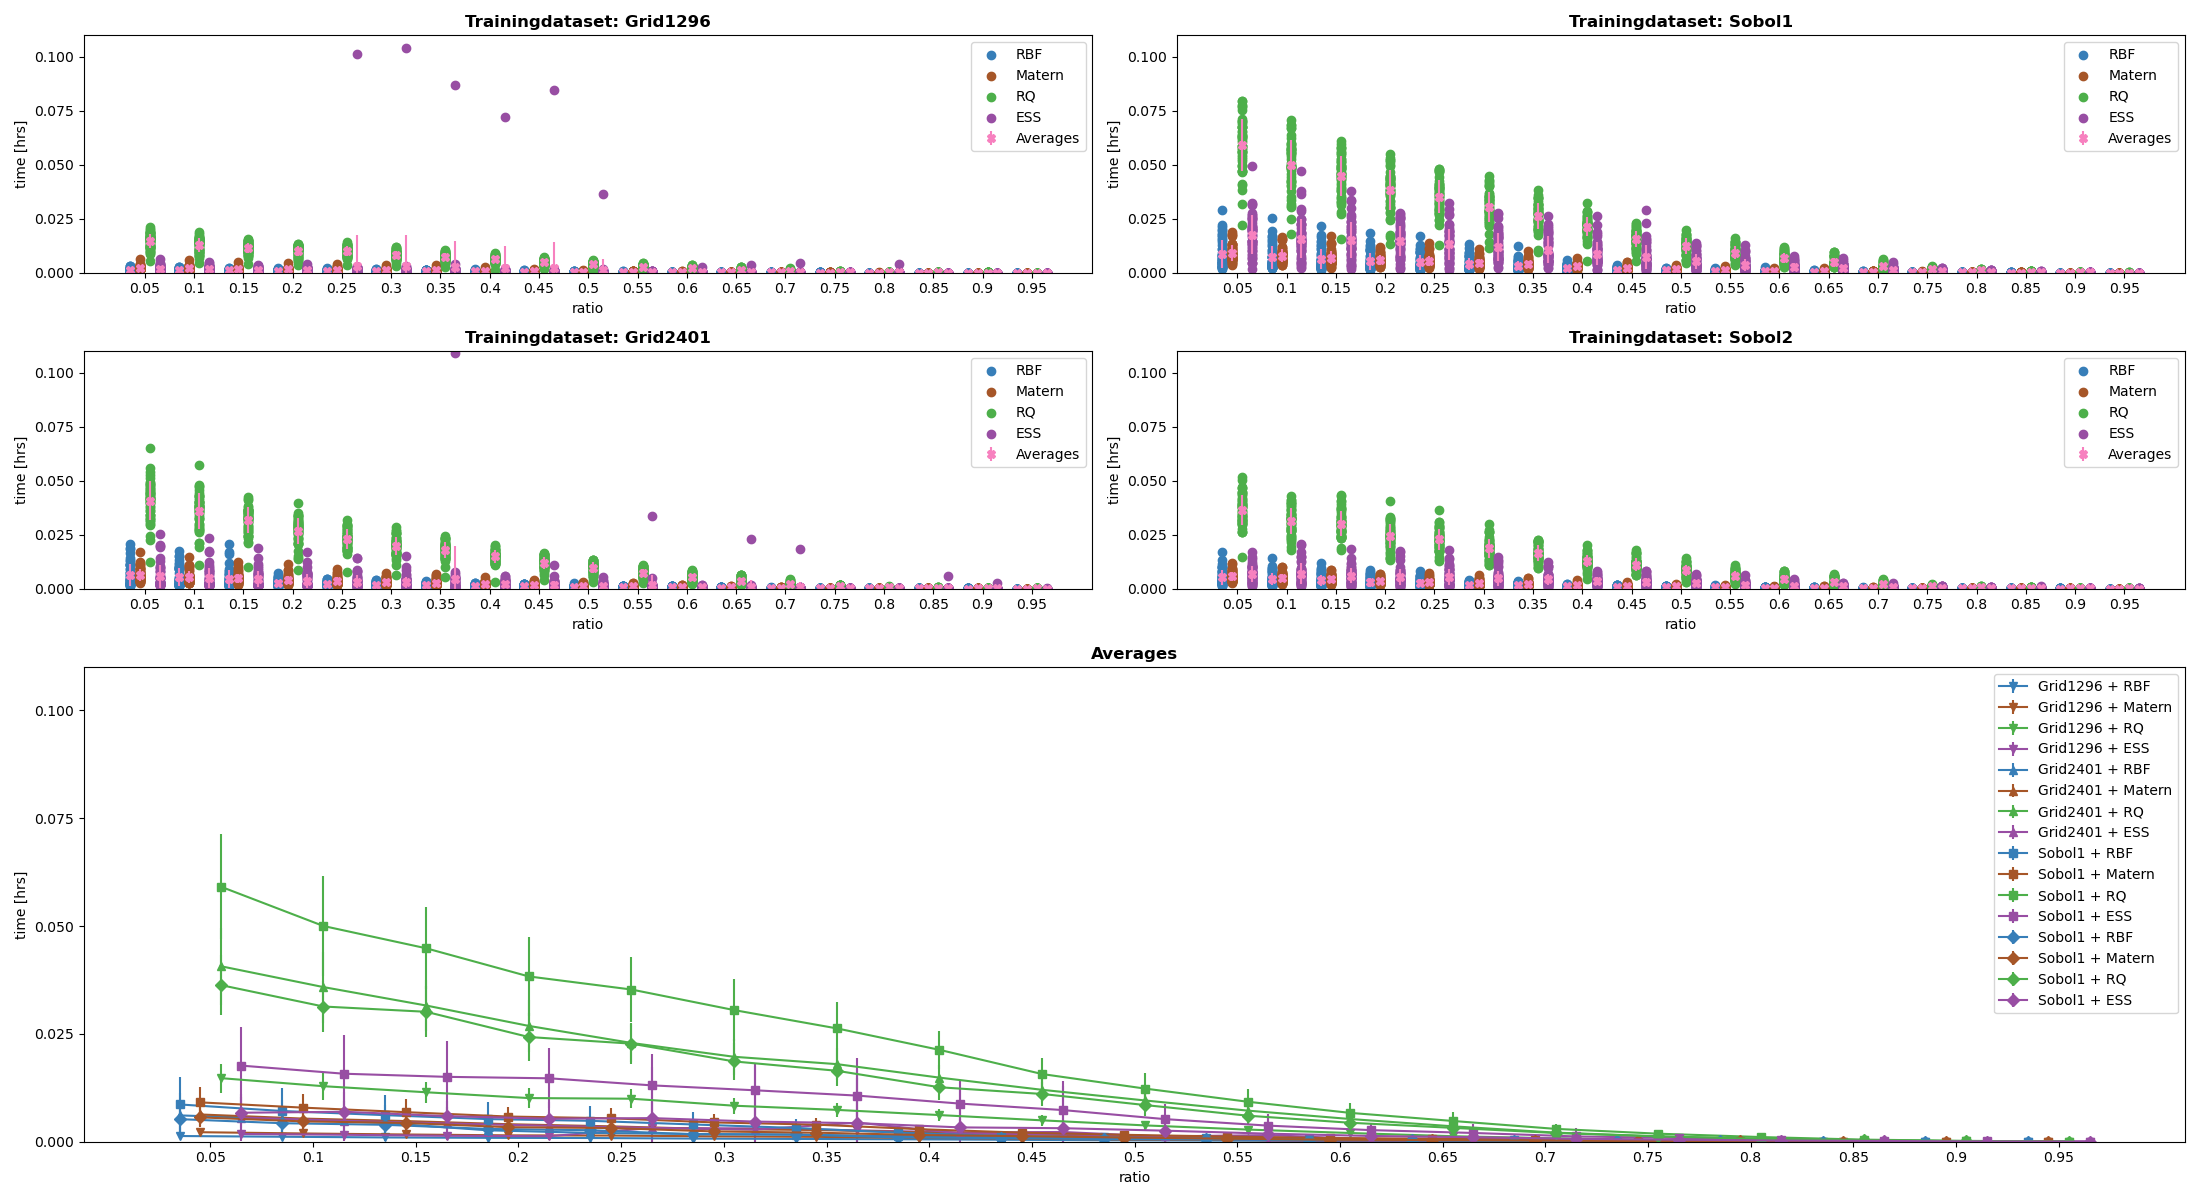 Trainingdataset: Grid1296
time [hrs]
0.100
0.075
0.050
0.025
0.000
RBF
Matern
RQ
ESS
Averages
0.05 0.1 0.15 0.2 0.25 0.3 0.35 0.4 0.45 0.5 0.55 0.6 0.65 0.7 0.75 0.8 0.85 0.9 0.95
ratio
Trainingdataset: Sobol1
time [hrs]
0.100
0.075
0.050
0.025
0.000
RBF
Matern
RQ
ESS
Averages
0.05 0.1 0.15 0.2 0.25 0.3 0.35 0.4 0.45 0.5 0.55 0.6 0.65 0.7 0.75 0.8 0.85 0.9 0.95
ratio
Trainingdataset: Grid2401
time [hrs]
0.100
0.075
0.050
0.025
0.000
RBF
Matern
RQ
ESS
Averages
0.05 0.1 0.15 0.2 0.25 0.3 0.35 0.4 0.45 0.5 0.55 0.6 0.65 0.7 0.75 0.8 0.85 0.9 0.95
ratio
Trainingdataset: Sobol2
time [hrs]
0.100
0.075
0.050
0.025
0.000
RBF
Matern
RQ
ESS
Averages
0.05 0.1 0.15 0.2 0.25 0.3 0.35 0.4 0.45 0.5 0.55 0.6 0.65 0.7 0.75 0.8 0.85 0.9 0.95
ratio
Averages
time [hrs]
0.100
0.075
0.050
0.025
0.000
Grid1296 + RBF
Grid1296 + Matern
Grid1296 + RQ
Grid1296 + ESS
Grid2401 + RBF
Grid2401 + Matern
Grid2401 + RQ
Grid2401 + ESS
Sobol1 + RBF
Sobol1 + Matern
Sobol1 + RQ
Sobol1 + ESS
Sobol1 + RBF
Sobol1 + Matern
Sobol1 + RQ
Sobol1 + ESS
0.05 0.1 0.15 0.2 0.25 0.3 0.35 0.4 0.45 0.5 0.55 0.6 0.65 0.7 0.75 0.8 0.85 0.9 0.95
ratio